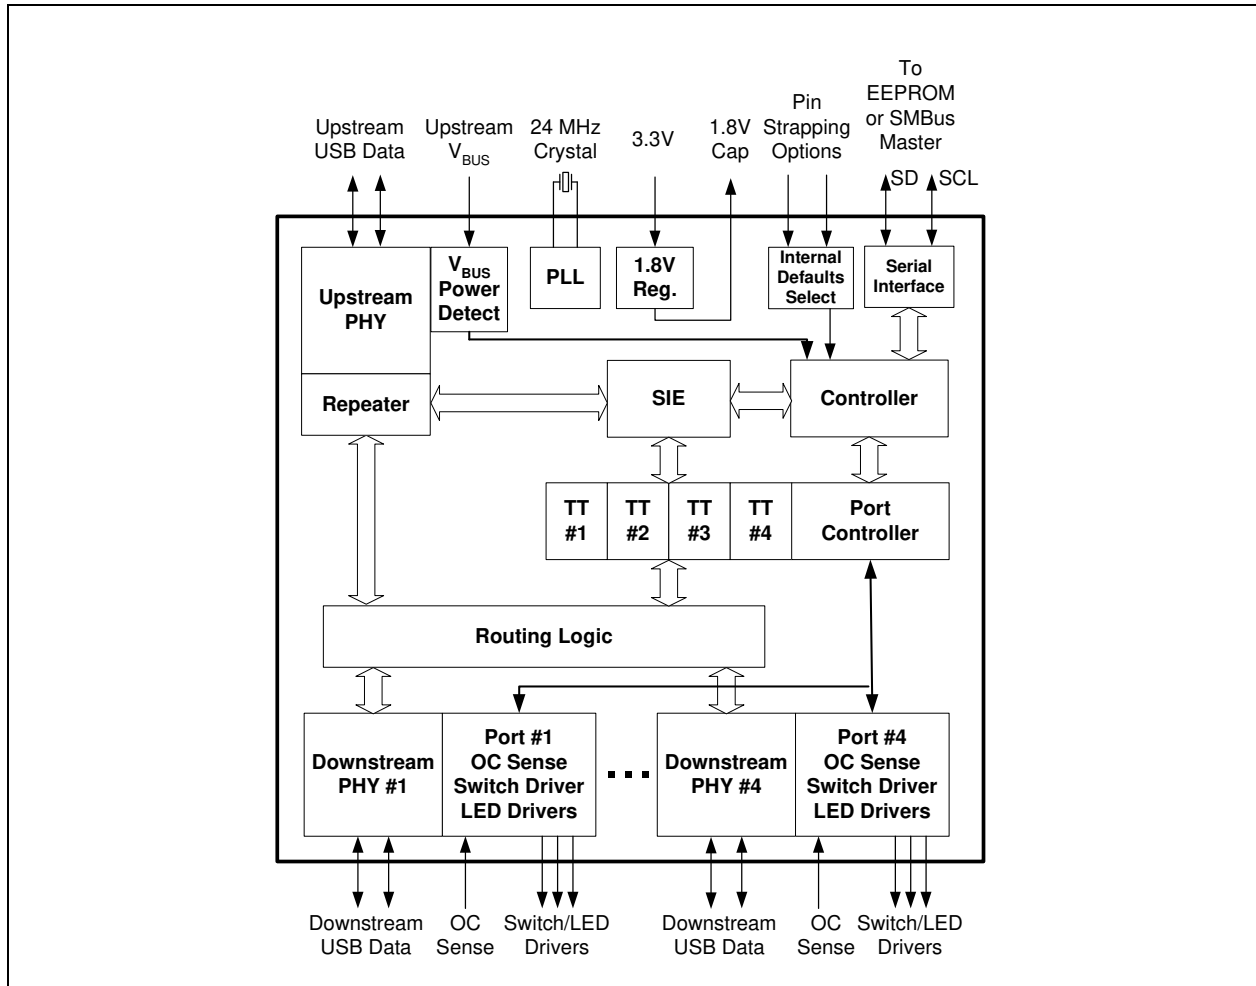 To
EEPROM
or SMBus
Master
Pin
Strapping
Options
Upstream
USB Data
Upstream
VBUS
24 MHz
Crystal
3.3V
1.8V
Cap
SD
SCL
Upstream
PHY
VBUS
Power
Detect
PLL
1.8V
Reg.
Internal
Defaults
Select
Serial
Interface
Repeater
SIE
Controller
TT
#1
TT
#2
TT
#3
TT
#4
Port
Controller
Routing Logic
Downstream
PHY #1
Port #1
OC Sense
Switch Driver
LED Drivers
Downstream
PHY #4
Port #4
OC Sense
Switch Driver
LED Drivers
Downstream
USB Data
OC
Sense
Switch/LED
Drivers
Downstream
USB Data
OC
Sense
Switch/LED
Drivers